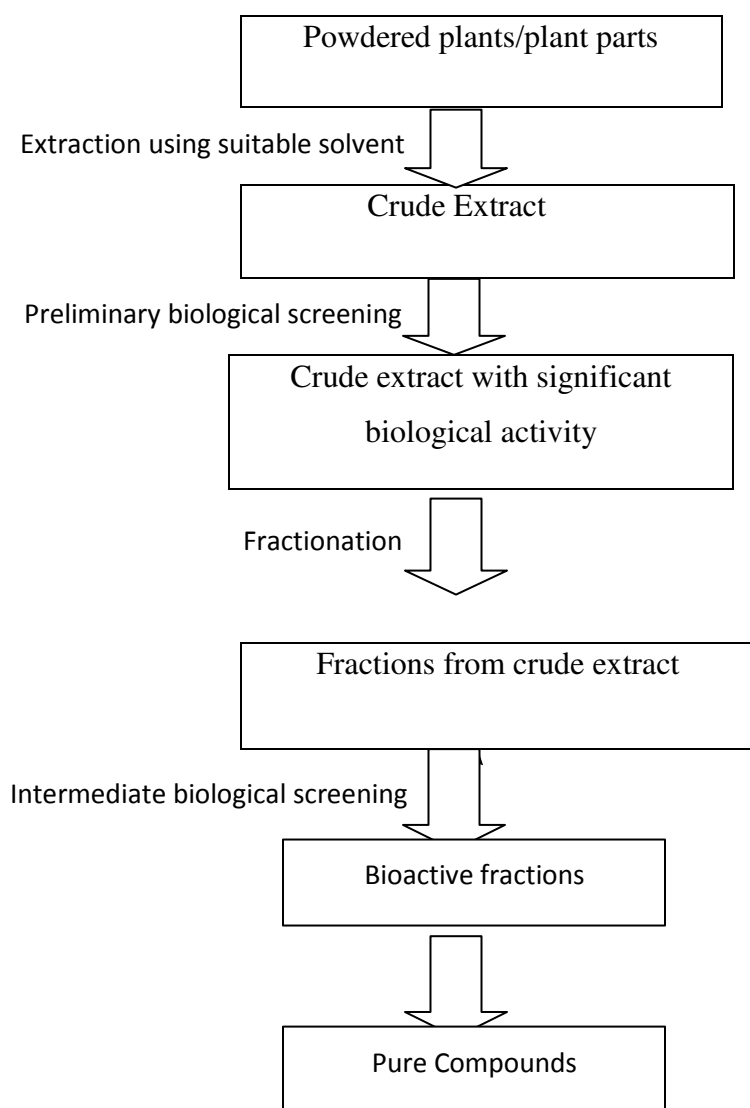 Powdered plants/plant parts
Extraction using suitable solvent
Crude Extract
Preliminary biological screening
Crude extract with significant
biological activity
Fractionation
Fractions from crude extract
Intermediate biological screening
Bioactive fractions
Pure Compounds